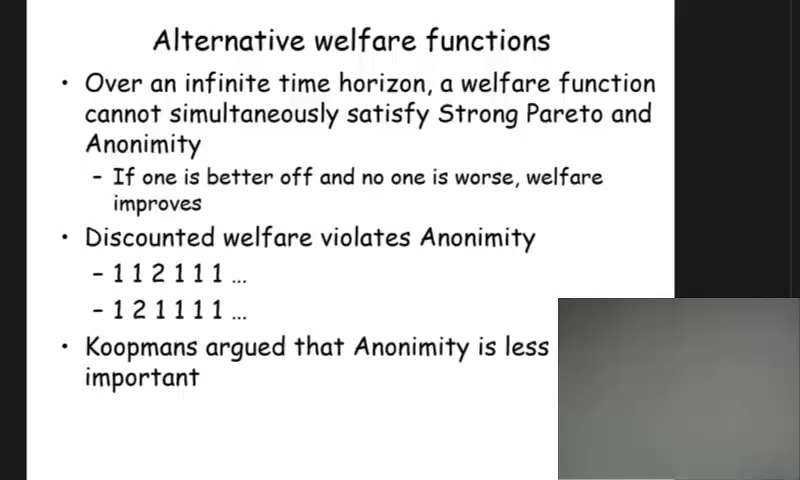 Alternative welfare functions
• Over an infinite time horizon, a welfare function
cannot simultaneously satisfy Strong Pareto and
Anonimity
– If one is better off and no one is worse, welfare
improves
• Discounted welfare violates Anonimity
– 1 1 2 1 1 1 ...
– 1 2 1 1 1 1 ...
• Koopmans argued that Anonimity is less
important